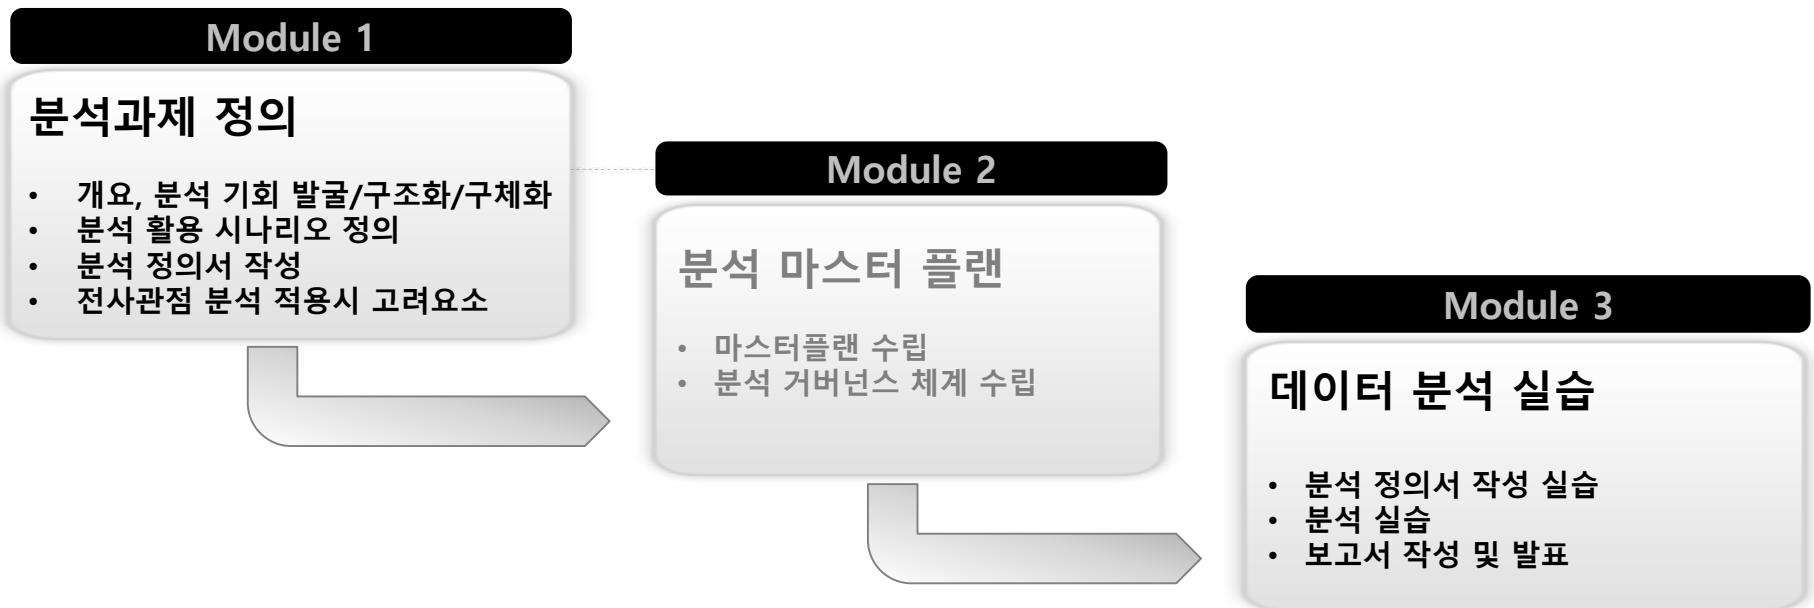 Module 1
분석과제 정의
• 개요, 분석 기회 발굴/구조화/구체화
• 분석 활용 시나리오 정의
• 분석 정의서 작성
• 전사관점 분석 적용시 고려요소
Module 2
분석 마스터 플랜
• 마스터플랜 수립
• 분석 거버넌스 체계 수립
Module 3
데이터 분석 실습
• 분석 정의서 작성 실습
• 분석 실습
• 보고서 작성 및 발표